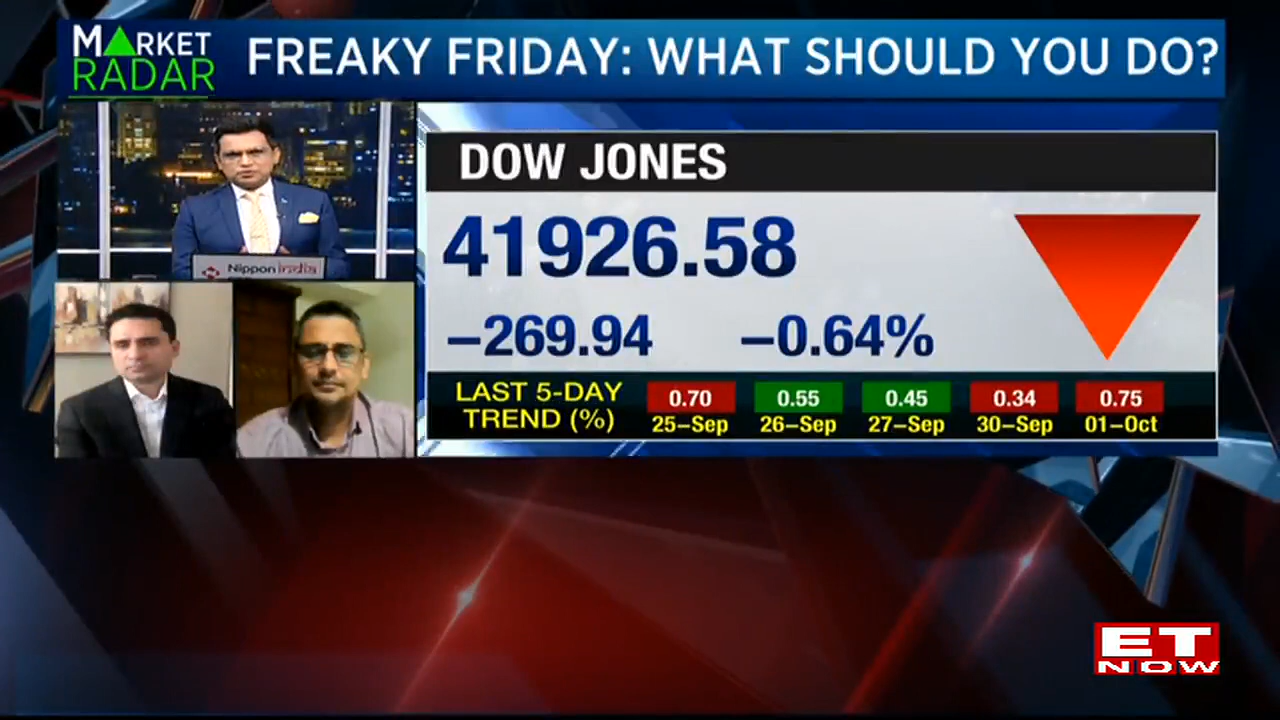 MARKET
RADAR
FREAKY FRIDAY: WHAT SHOULD YOU DO?
Nippon india
DOW JONES
41926.58
–269.94 –0.64%
LAST 5-DAY
TREND (%)
0.70 0.55 0.45 0.34 0.75
25–Sep 26–Sep 27–Sep 30–Sep 01–Oct
ET
NOW